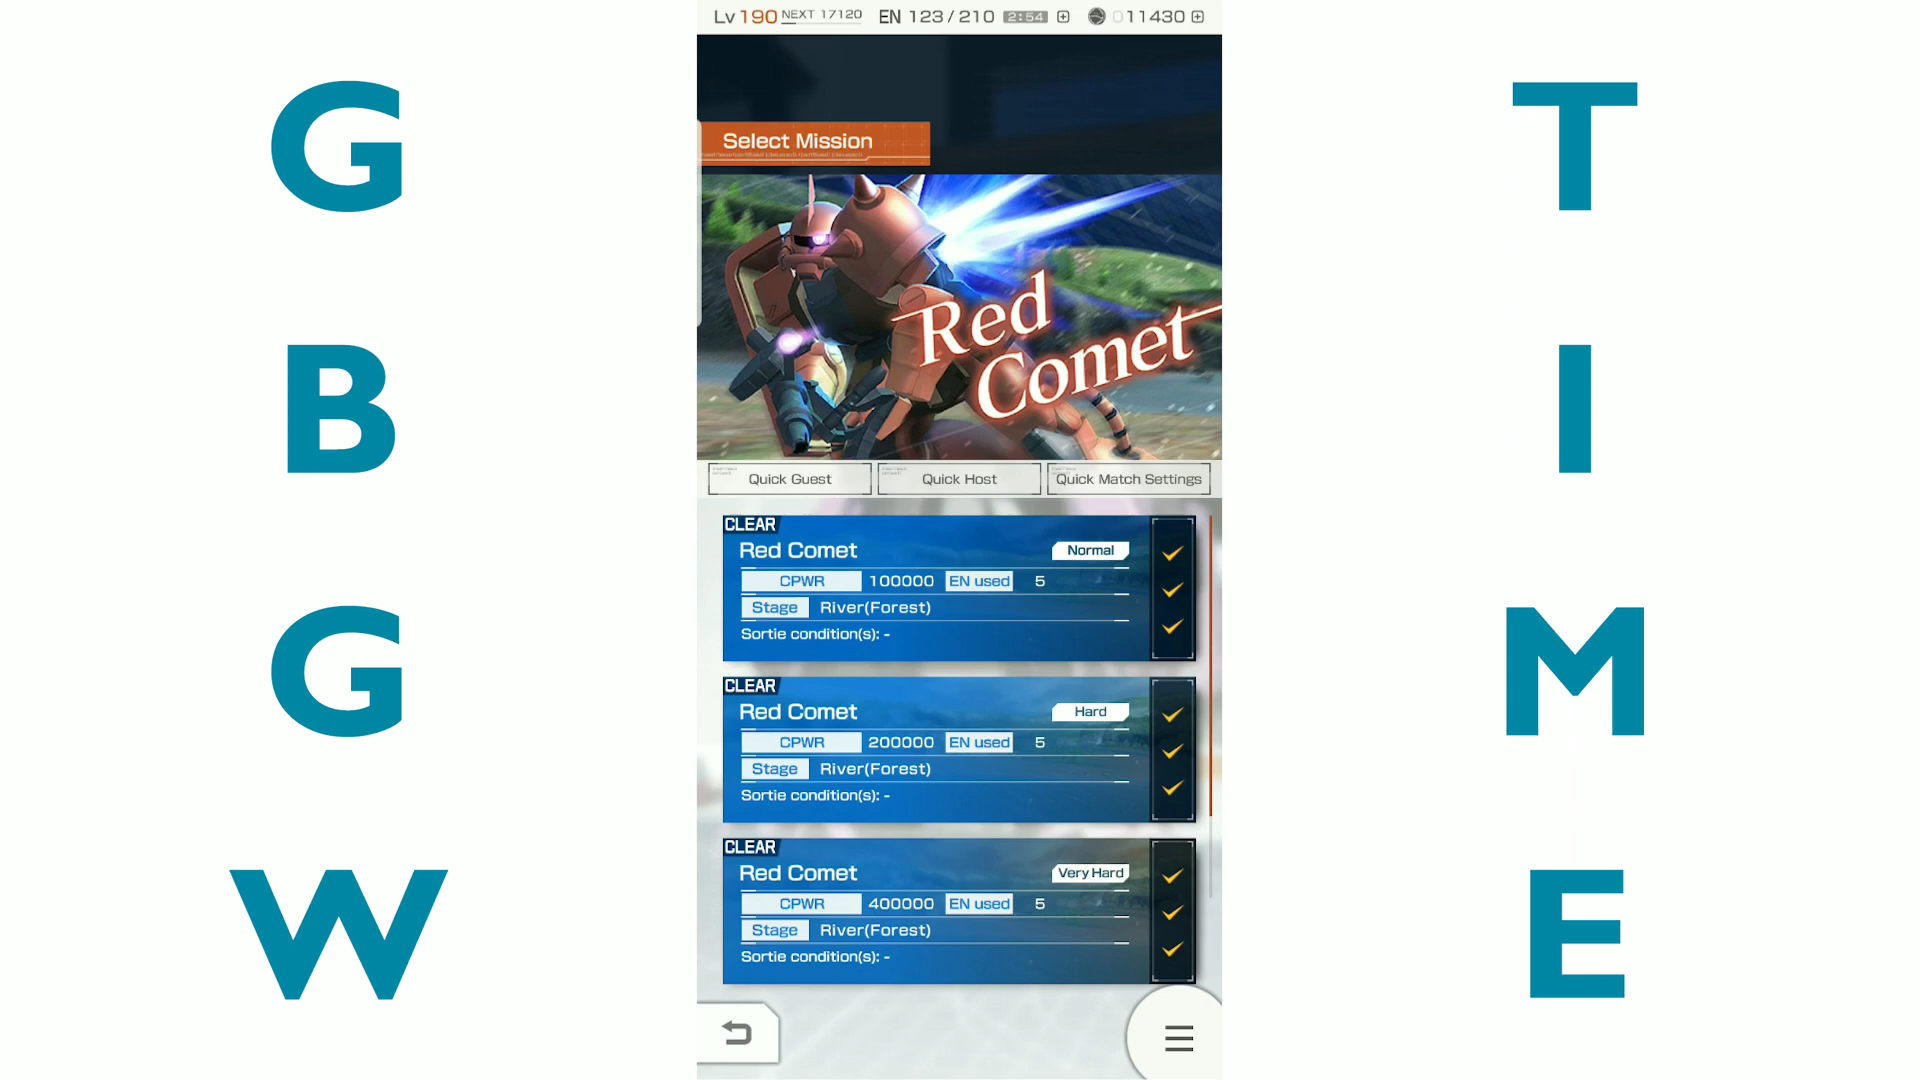 G
B
G
W
Lv 190 NEXT 17120 EN 123/210 2:54 011430
Select Mission
Red
Comet
Quick Guest Quick Host Quick Match Settings
CLEAR
Red Comet Normal
CPWR 100000 EN used 5
Stage River(Forest)
Sortie condition(s): -
CLEAR
Red Comet Hard
CPWR 200000 EN used 5
Stage River(Forest)
Sortie condition(s): -
CLEAR
Red Comet Very Hard
CPWR 400000 EN used 5
Stage River(Forest)
Sortie condition(s): -
T
I
M
E